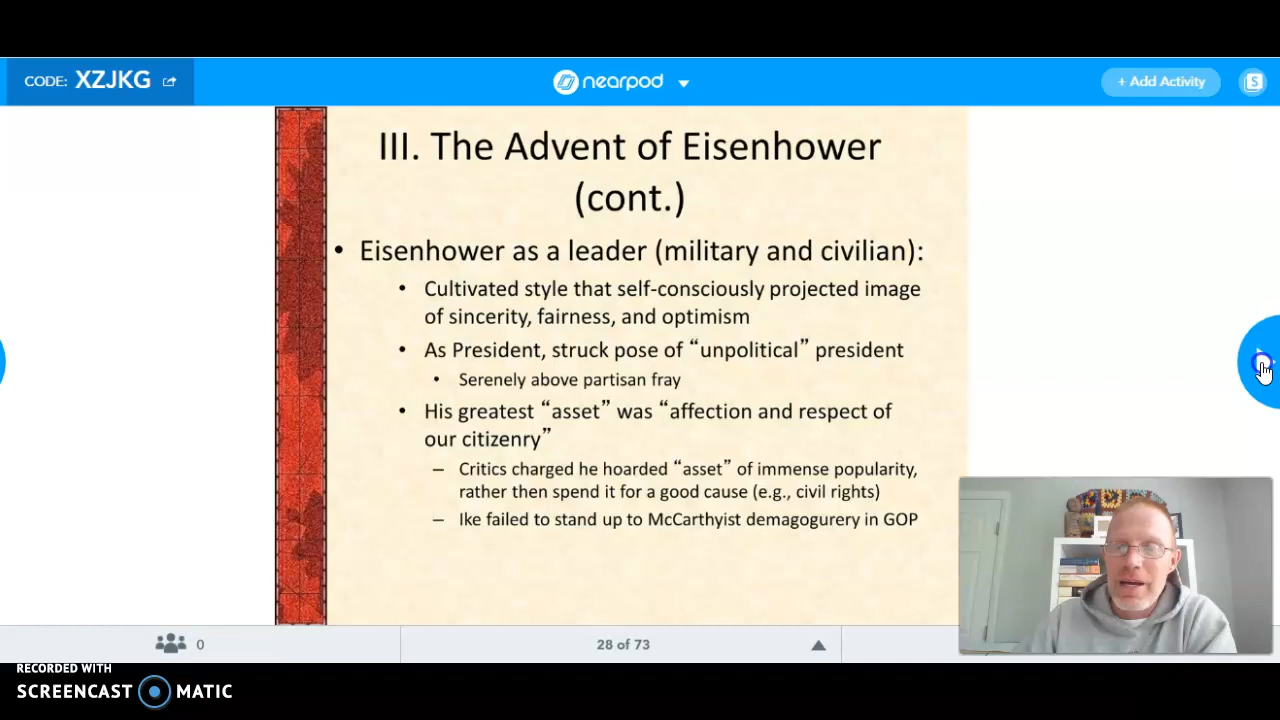 CODE: XZJKG
nearpod
+ Add Activity
S
III. The Advent of Eisenhower
(cont.)
• Eisenhower as a leader (military and civilian):
• Cultivated style that self-consciously projected image
of sincerity, fairness, and optimism
• As President, struck pose of “unpolitical” president
• Serenely above partisan fray
• His greatest “asset” was “affection and respect of
our citizenry”
– Critics charged he hoarded “asset” of immense popularity,
rather then spend it for a good cause (e.g., civil rights)
– Ike failed to stand up to McCarthyist demagogurery in GOP
0
28 of 73
RECORDED WITH
SCREENCAST MATIC